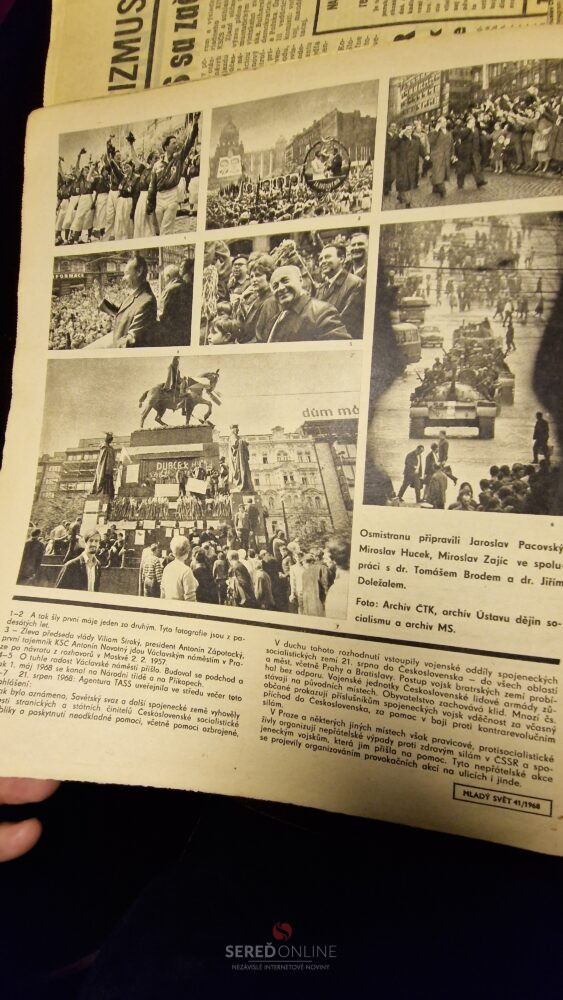 IZMUS
FORMACE
DUBČEK
dům mó
Osmistranu připravili Jaroslav Pacovský
Miroslav Hucek, Miroslav Zajíc ve spolu-
práci s dr. Tomášem Brodem a dr. Jiřím
Doležalem.
Foto: Archív ČTK, archív Ústavu dějin so-
cialismu a archív MS.
1–2 A tak šly první máje jeden za druhým. Tyto fotografie jsou z pa-
desátých let.
3 – Zleva předseda vlády Viliam Široký, president Antonín Zápotocký,
první tajemník KSČ Antonín Novotný jdou Václavským náměstím v Pra-
ze po návratu z rozhovorů v Moskvě 2. 2. 1957.
4–5 O tuhle radost Václavské náměstí přišlo. Budoval se podchod a
tak 1. máj 1968 se konal na Národní třídě a na Příkopech.
6–7 21. srpen 1968: Agentura TASS uveřejnila ve středu večer toto
prohlášení:
ak bylo oznámeno, Sovětský svaz a další spojenecké země vyhověly
osti stranických a státních činitelů Československé socialistické
ubliky o poskytnutí neodkladné pomoci, včetně pomoci ozbrojené,
V duchu tohoto rozhodnutí vstoupily vojenské oddíly spojeneckých
socialistických zemí 21. srpna do Československa – do všech oblastí
a měst, včetně Prahy a Bratislavy. Postup vojsk bratrských zemí probí-
hal bez odporu. Vojenské jednotky Československé lidové armády zů-
stávají na původních místech. Obyvatelstvo zachovává klid. Mnozí čs.
občané prokazují příslušníkům spojeneckých vojsk vděčnost za včasný
příchod do Československa, za pomoc v boji proti kontrarevolučním
silám.
V Praze a některých jiných místech však pravicové, protisocialistické
živly organizují nepřátelské výpady proti zdravým silám v ČSSR a spo-
jeneckým vojskům, která jim přišla na pomoc. Tyto nepřátelské akce
se projevily organizováním provokačních akcí na ulicích i jinde.
MLADÝ SVĚT 41/1968
SEREĎONLINE
NEZÁVISLÉ INTERNETOVÉ NOVINY